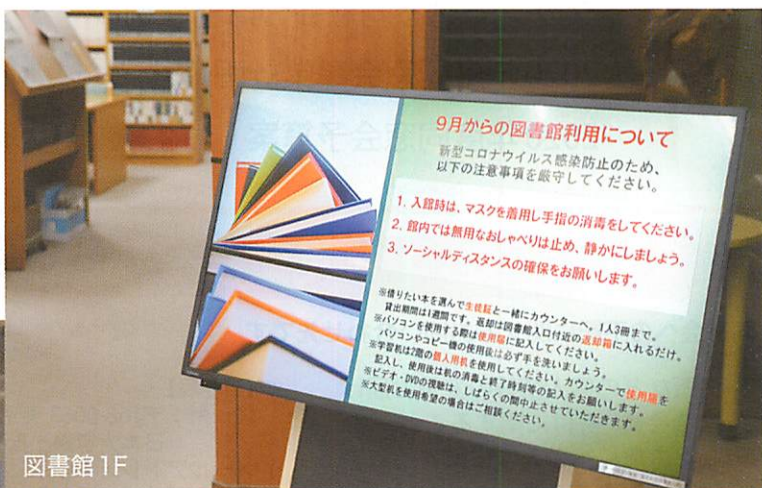 9月からの図書館利用について
新型コロナウイルス感染防止のため、
以下の注意事項を厳守してください。
1. 入館時は、マスクを着用し手指の消毒をしてください。
2. 館内では無用なおしゃべりは止め、静かにしましょう。
3. ソーシャルディスタンスの確保をお願いします。
※借りたい本を選んで生徒証と一緒にカウンターへ。1人3冊まで。
貸出期間は1週間です。返却は図書館入口付近の返却箱に入れるだけ。
※パソコンを使用する際は使用届に記入してください。
パソコンやコピー機の使用後は必ず手を洗いましょう。
※学習机は2階の個人用机を使用してください。カウンターで使用届を
記入し、使用後は机の消毒と終了時刻等の記入をお願いします。
※ビデオ・DVDの視聴は、しばらくの間中止させていただきます。
※大型机を使用希望の場合はご相談ください。
図書館1F